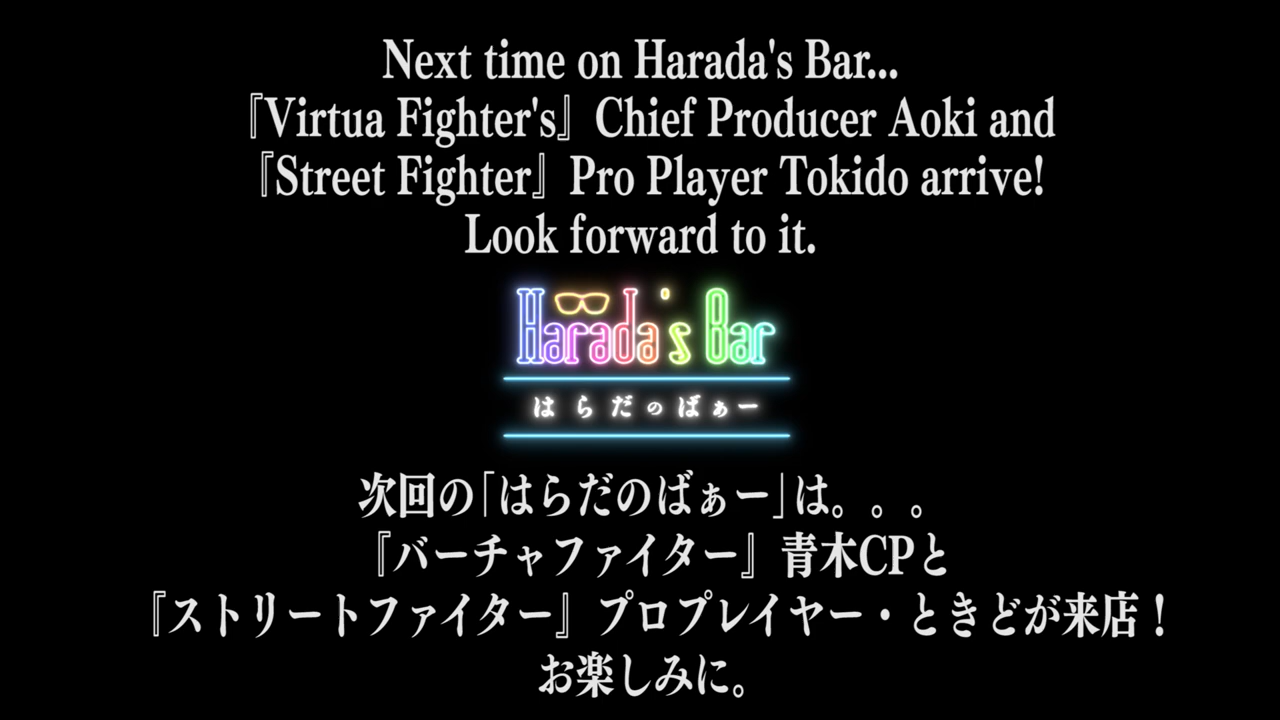 Next time on Harada's Bar...
『Virtua Fighter's』 Chief Producer Aoki and
『Street Fighter』 Pro Player Tokido arrive!
Look forward to it.
Harada's Bar
はらだのばぁー
次回の「はらだのばぁー」は。。。
『バーチャファイター』青木CPと
『ストリートファイター』プロプレイヤー・ときどが来店！
お楽しみに。